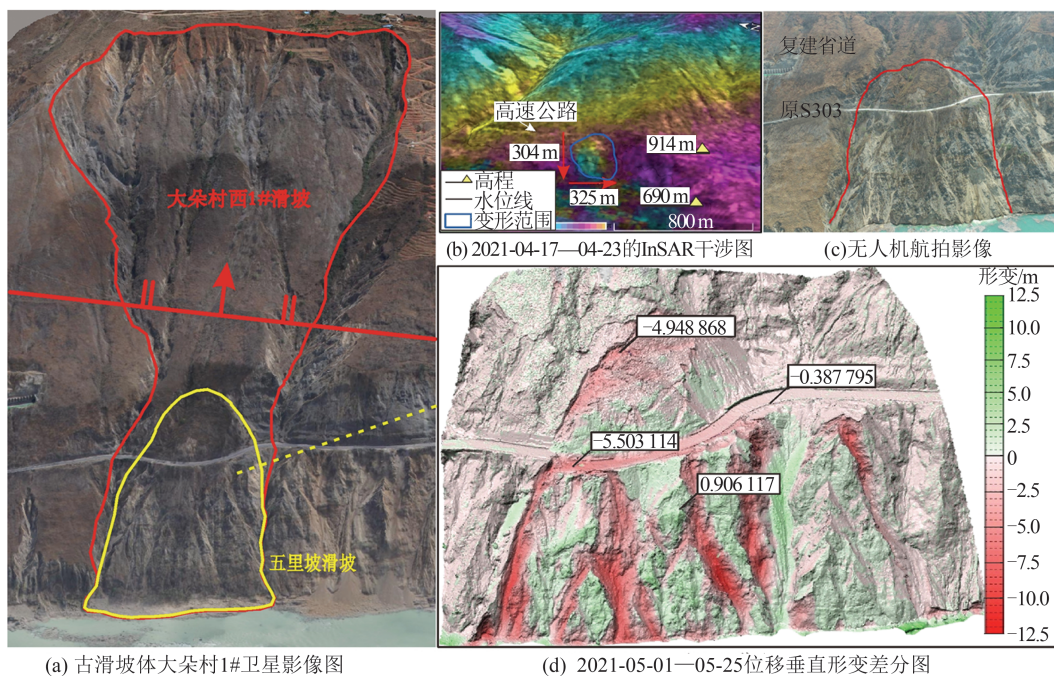 大朵村西1#滑坡
五里坡滑坡
(a) 古滑坡体大朵村1#卫星影像图
高速公路
304 m
914 m
325 m
690 m
800 m
高程
水位线
变形范围
(b) 2021-04-17—04-23的InSAR干涉图
复建省道
原S303
(c)无人机航拍影像
形变/m
12.5
10.0
7.5
5.0
2.5
0
−2.5
−5.0
−7.5
−10.0
−12.5
−4.948 868
−0.387 795
−5.503 114
0.906 117
(d) 2021-05-01—05-25位移垂直形变差分图